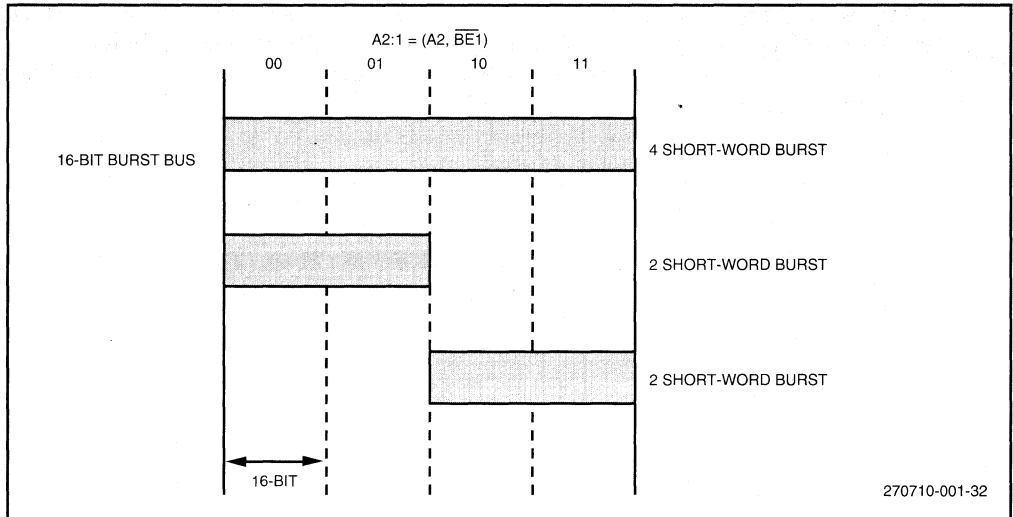 A2:1 = (A2, B̅E̅1)
00 01 10 11
16-BIT BURST BUS
4 SHORT-WORD BURST
2 SHORT-WORD BURST
2 SHORT-WORD BURST
16-BIT
270710-001-32